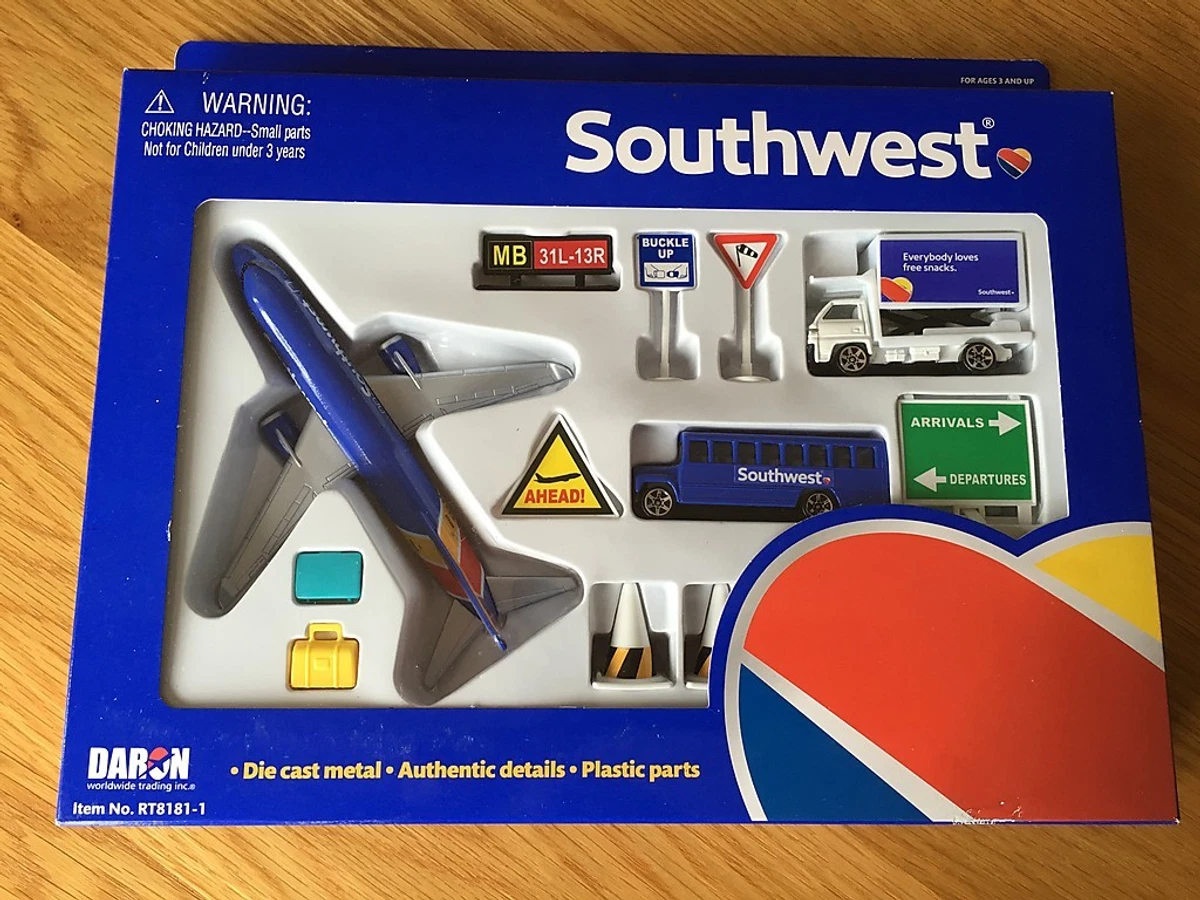 FOR AGES 3 AND UP
WARNING:
CHOKING HAZARD--Small parts
Not for Children under 3 years
Southwest®
MB 31L-13R
BUCKLE
UP
Everybody loves
free snacks.
Southwest
Southwest
ARRIVALS
DEPARTURES
AHEAD!
Southwest
DARON
worldwide trading inc.®
• Die cast metal • Authentic details • Plastic parts
Item No. RT8181-1